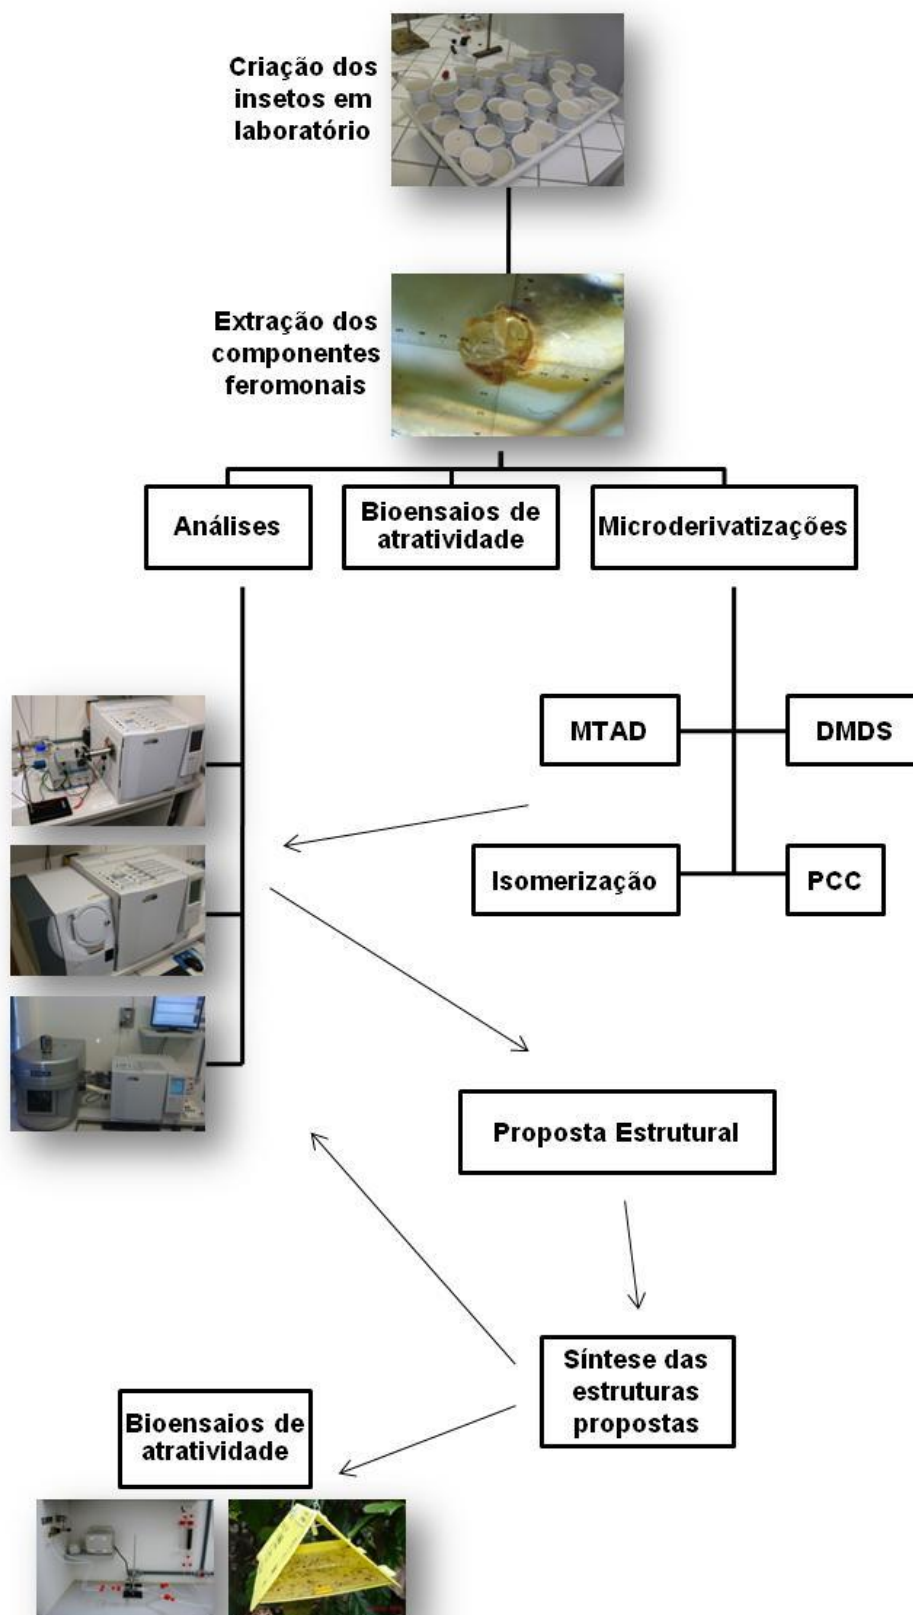 Criação dos
insetos em
laboratório
Extração dos
componentes
feromonais
Análises
Bioensaios de
atratividade
Microderivatizações
MTAD
DMDS
Isomerização
PCC
Proposta Estrutural
Síntese das
estruturas
propostas
Bioensaios de
atratividade